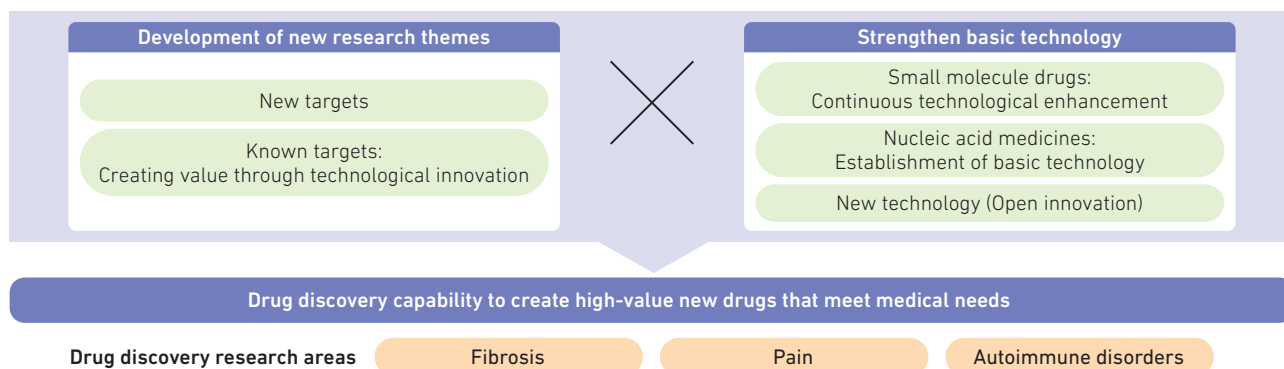 Development of new research themes
New targets
Known targets:
Creating value through technological innovation
Strengthen basic technology
Small molecule drugs:
Continuous technological enhancement
Nucleic acid medicines:
Establishment of basic technology
New technology (Open innovation)
Drug discovery capability to create high-value new drugs that meet medical needs
Drug discovery research areas
Fibrosis
Pain
Autoimmune disorders